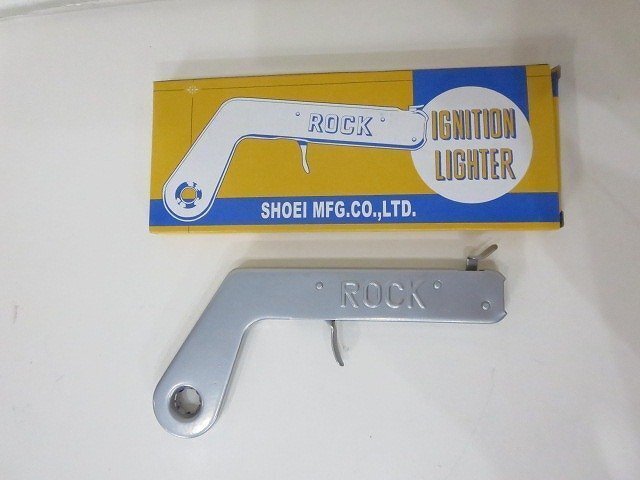 ROCK
IGNITION
LIGHTER
SHOEI MFG.CO.,LTD.
ROCK